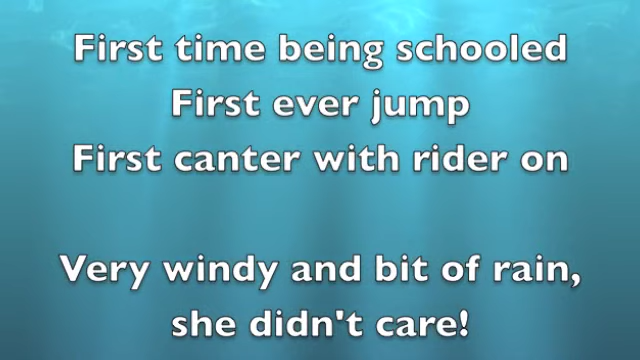 First time being schooled
First ever jump
First canter with rider on
Very windy and bit of rain,
she didn't care!